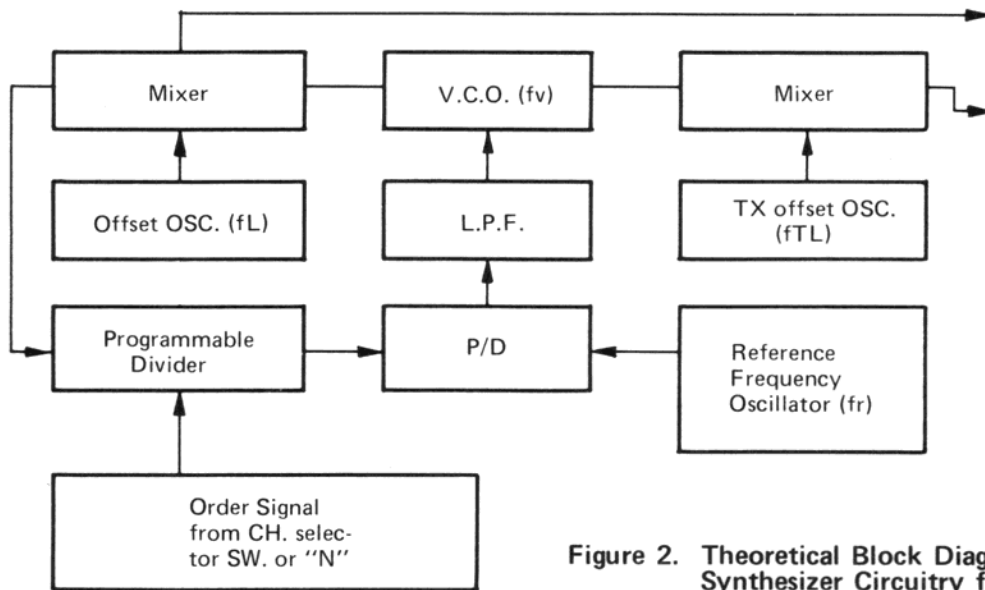 Mixer
V.C.O. (fv)
Mixer
Offset OSC. (fL)
L.P.F.
TX offset OSC.
(fTL)
Programmable
Divider
P/D
Reference
Frequency
Oscillator (fr)
Order Signal
from CH. selec-
tor SW. or "N"
Figure 2. Theoretical Block Diag
Synthesizer Circuitry f